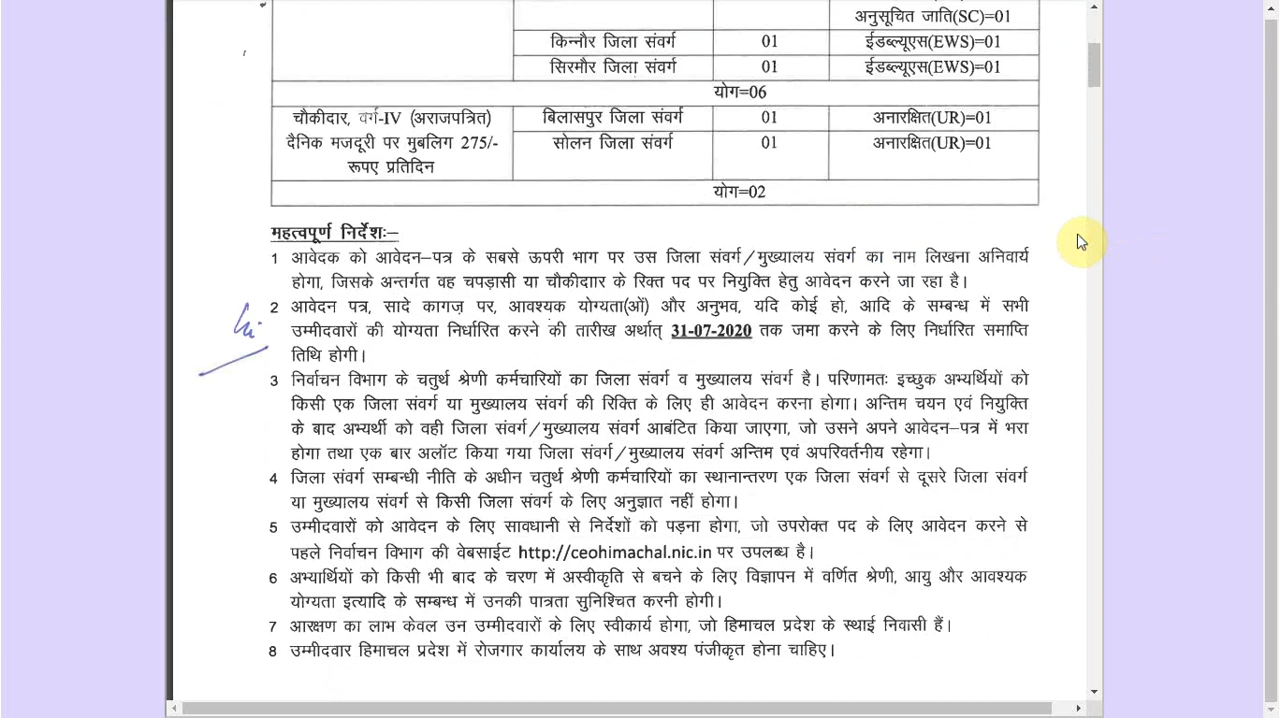 अनुसूचित जाति(SC)=01
किन्नौर जिला संवर्ग 01 ईडब्ल्यूएस(EWS)=01
सिरमौर जिला संवर्ग 01 ईडब्ल्यूएस(EWS)=01
योग=06
चौकीदार, वर्ग-IV (अराजपत्रित) बिलासपुर जिला संवर्ग 01 अनारक्षित(UR)=01
दैनिक मजदूरी पर मुबलिग 275/- सोलन जिला संवर्ग 01 अनारक्षित(UR)=01
रूपए प्रतिदिन
योग=02
महत्वपूर्ण निर्देशः–
1 आवेदक को आवेदन–पत्र के सबसे ऊपरी भाग पर उस जिला संवर्ग/मुख्यालय संवर्ग का नाम लिखना अनिवार्य
होगा, जिसके अन्तर्गत वह चपड़ासी या चौकीदाार के रिक्त पद पर नियुक्ति हेतु आवेदन करने जा रहा है।
2 आवेदन पत्र, सादे कागज़ पर, आवश्यक योग्यता(ओं) और अनुभव, यदि कोई हो, आदि के सम्बन्ध में सभी
उम्मीदवारों की योग्यता निर्धारित करने की तारीख अर्थात् 31-07-2020 तक जमा करने के लिए निर्धारित समाप्ति
तिथि होगी।
3 निर्वाचन विभाग के चतुर्थ श्रेणी कर्मचारियों का जिला संवर्ग व मुख्यालय संवर्ग है। परिणामतः इच्छुक अभ्यर्थियों को
किसी एक जिला संवर्ग या मुख्यालय संवर्ग की रिक्ति के लिए ही आवेदन करना होगा। अन्तिम चयन एवं नियुक्ति
के बाद अभ्यर्थी को वही जिला संवर्ग/मुख्यालय संवर्ग आबंटित किया जाएगा, जो उसने अपने आवेदन–पत्र में भरा
होगा तथा एक बार अलॉट किया गया जिला संवर्ग/मुख्यालय संवर्ग अन्तिम एवं अपरिवर्तनीय रहेगा।
4 जिला संवर्ग सम्बन्धी नीति के अधीन चतुर्थ श्रेणी कर्मचारियों का स्थानान्तरण एक जिला संवर्ग से दूसरे जिला संवर्ग
या मुख्यालय संवर्ग से किसी जिला संवर्ग के लिए अनुज्ञात नहीं होगा।
5 उम्मीदवारों को आवेदन के लिए सावधानी से निर्देशों को पड़ना होगा, जो उपरोक्त पद के लिए आवेदन करने से
पहले निर्वाचन विभाग की वेबसाईट http://ceohimachal.nic.in पर उपलब्ध है।
6 अभ्यार्थियों को किसी भी बाद के चरण में अस्वीकृति से बचने के लिए विज्ञापन में वर्णित श्रेणी, आयु और आवश्यक
योग्यता इत्यादि के सम्बन्ध में उनकी पात्रता सुनिश्चित करनी होगी।
7 आरक्षण का लाभ केवल उन उम्मीदवारों के लिए स्वीकार्य होगा, जो हिमाचल प्रदेश के स्थाई निवासी हैं।
8 उम्मीदवार हिमाचल प्रदेश में रोजगार कार्यालय के साथ अवश्य पंजीकृत होना चाहिए।